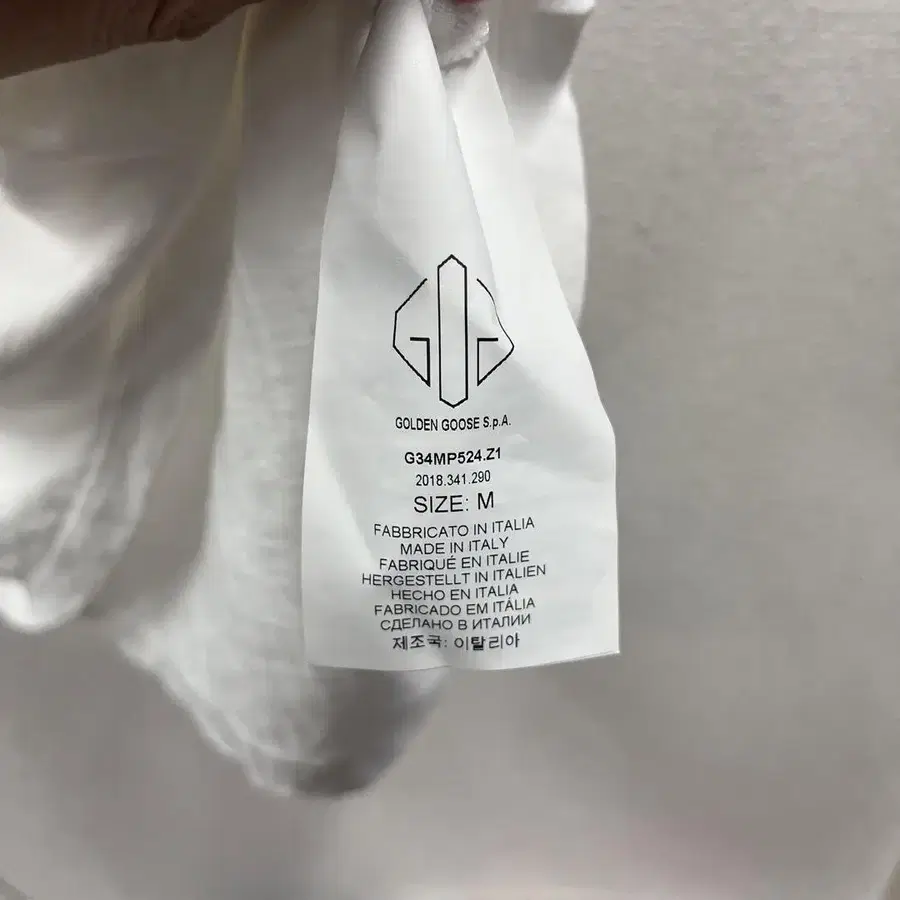 GOLDEN GOOSE S.p.A.
G34MP524.Z1
2018.341.290
SIZE: M
FABBRICATO IN ITALIA
MADE IN ITALY
FABRIQUÉ EN ITALIE
HERGESTELLT IN ITALIEN
HECHO EN ITALIA
FABRICADO EM ITÁLIA
СДЕЛАНО В ИТАЛИИ
제조국: 이탈리아